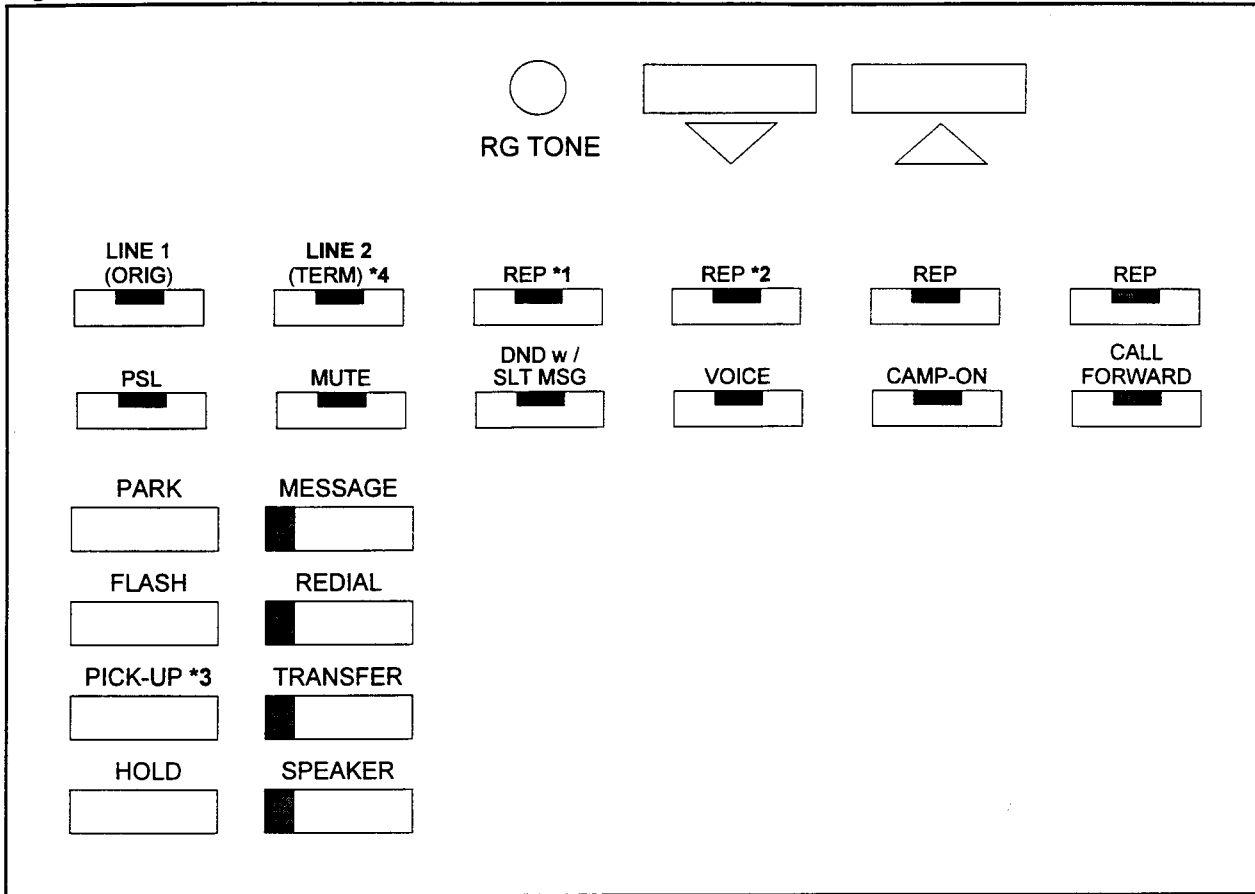 RG TONE
LINE 1
(ORIG)
LINE 2
(TERM) *4
REP *1
REP *2
REP
REP
PSL
MUTE
DND w /
SLT MSG
VOICE
CAMP-ON
CALL
FORWARD
PARK
MESSAGE
FLASH
REDIAL
PICK-UP *3
TRANSFER
HOLD
SPEAKER